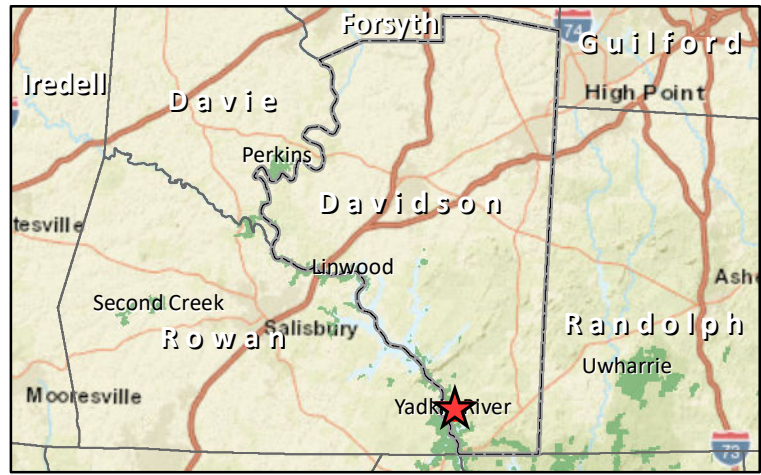 Forsyth
74
Guilford
Iredell
Davie
High Point
Perkins
Davidson
tesville
Linwood
Ashe
Second Creek
Rowan
Salisbury
Randolph
Uwharrie
Mooresville
Yadkin River
73